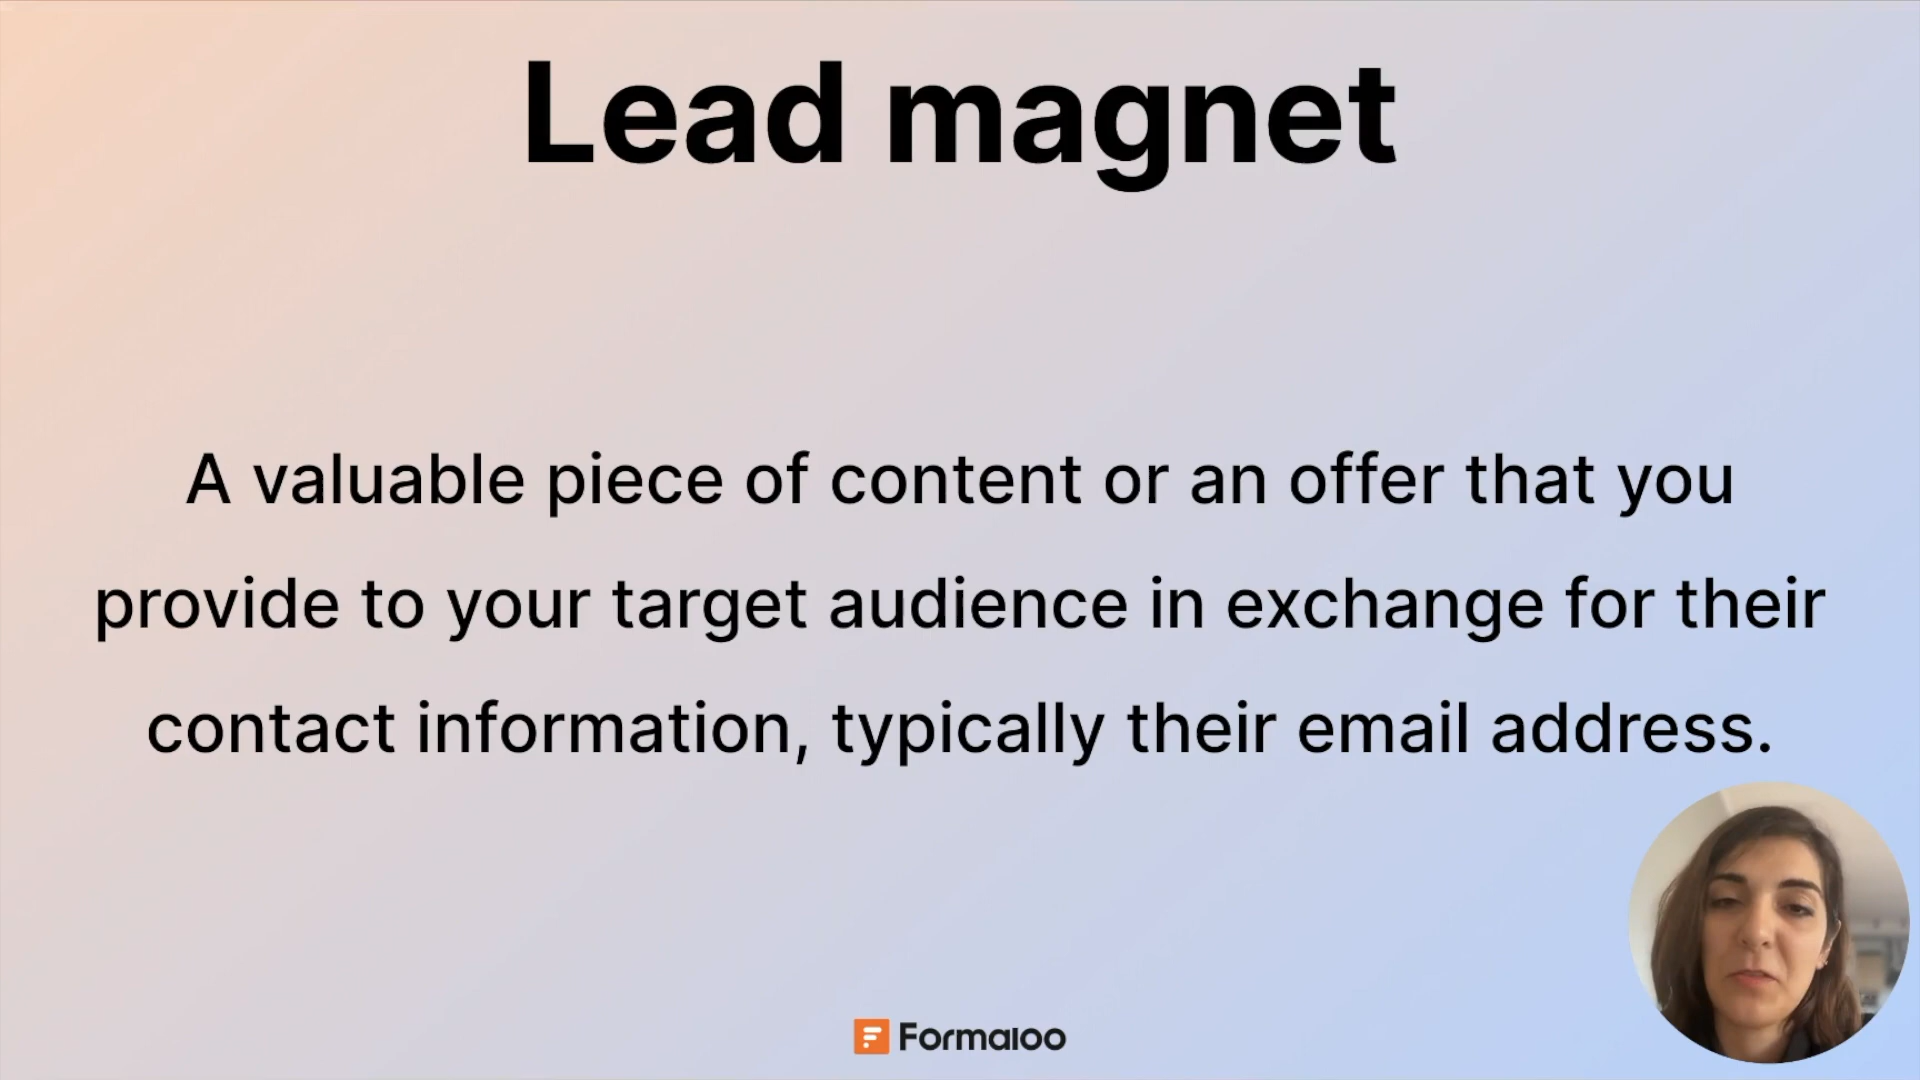 Lead magnet
A valuable piece of content or an offer that you
provide to your target audience in exchange for their
contact information, typically their email address.
Formaloo